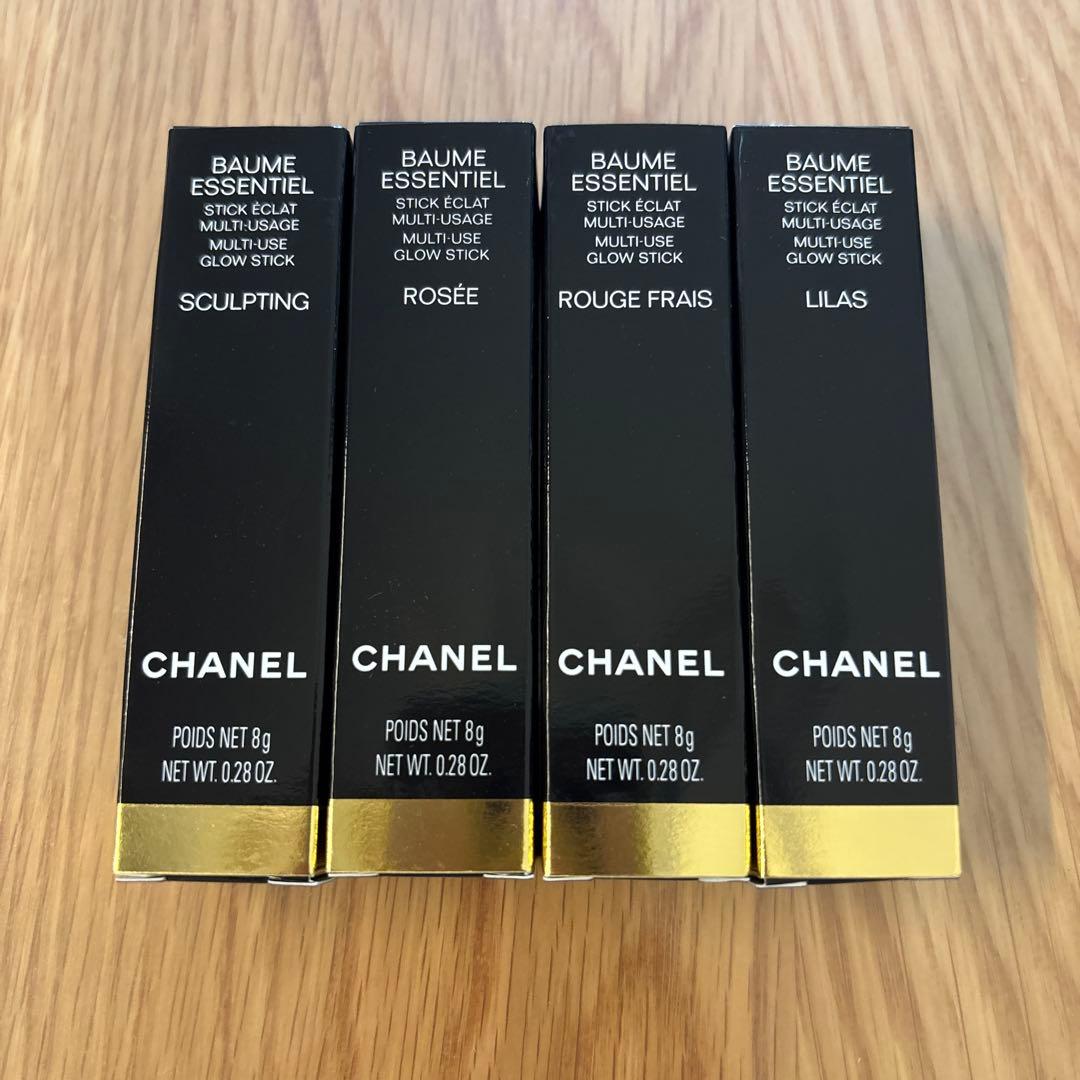 BAUME
ESSENTIEL
STICK ÉCLAT
MULTI-USAGE
MULTI-USE
GLOW STICK
SCULPTING
CHANEL
POIDS NET 8g
NET WT. 0.28 OZ.
BAUME
ESSENTIEL
STICK ÉCLAT
MULTI-USAGE
MULTI-USE
GLOW STICK
ROSÉE
CHANEL
POIDS NET 8g
NET WT. 0.28 OZ.
BAUME
ESSENTIEL
STICK ÉCLAT
MULTI-USAGE
MULTI-USE
GLOW STICK
ROUGE FRAIS
CHANEL
POIDS NET 8g
NET WT. 0.28 OZ.
BAUME
ESSENTIEL
STICK ÉCLAT
MULTI-USAGE
MULTI-USE
GLOW STICK
LILAS
CHANEL
POIDS NET 8g
NET WT. 0.28 OZ.